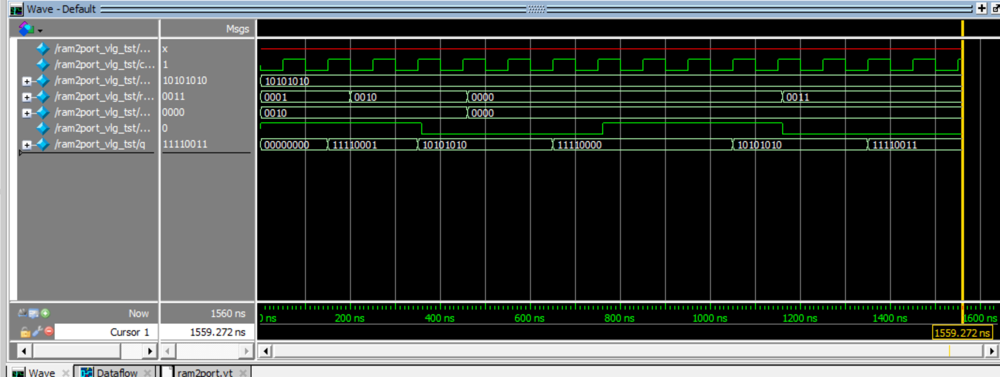 Wave - Default
Msgs
/ram2port_vlg_tst/... x
/ram2port_vlg_tst/c... 1
/ram2port_vlg_tst/... 10101010 10101010
/ram2port_vlg_tst/r... 0011 0001 0010 0000 0011
/ram2port_vlg_tst/... 0000 0010 0000
/ram2port_vlg_tst/... 0
/ram2port_vlg_tst/q 11110011 00000000 11110001 10101010 11110000 10101010 11110011
Now 1560 ns
ns 200 ns 400 ns 600 ns 800 ns 1000 ns 1200 ns 1400 ns 1600 ns
Cursor 1 1559.272 ns 1559.272 ns
Wave Dataflow ram2port.vt